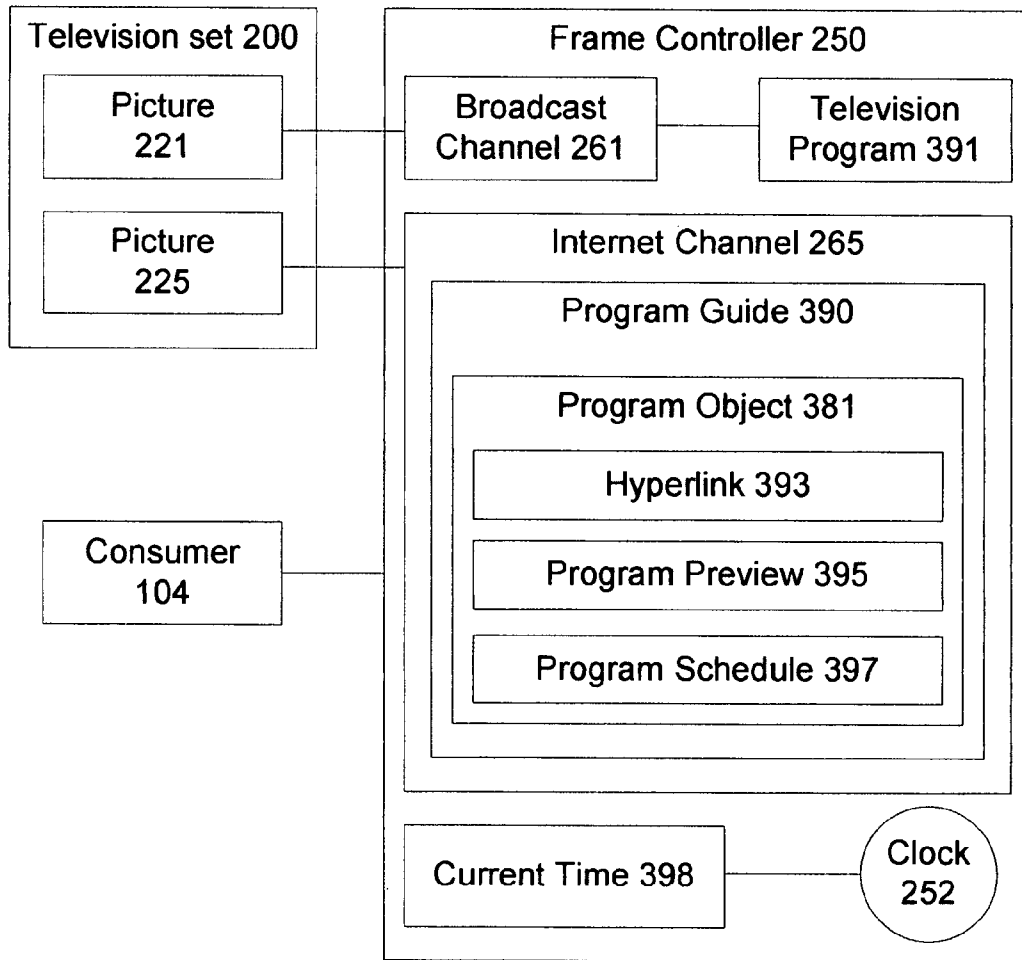 Television set 200
Picture
221
Picture
225
Consumer
104
Frame Controller 250
Broadcast
Channel 261
Television
Program 391
Internet Channel 265
Program Guide 390
Program Object 381
Hyperlink 393
Program Preview 395
Program Schedule 397
Current Time 398
Clock
252